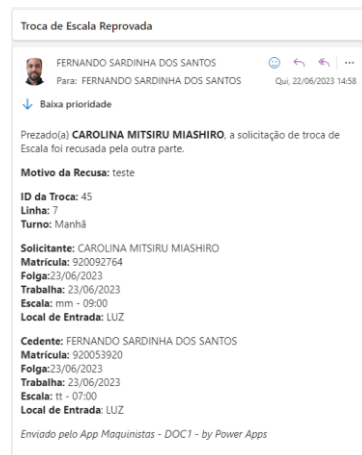 Troca de Escala Reprovada
FERNANDO SARDINHA DOS SANTOS
Para: FERNANDO SARDINHA DOS SANTOS
Qui, 22/06/2023 14:58
Baixa prioridade
Prezado(a) CAROLINA MITSIRU MIASHIRO, a solicitação de troca de
Escala foi recusada pela outra parte.
Motivo da Recusa: teste
ID da Troca: 45
Linha: 7
Turno: Manhã
Solicitante: CAROLINA MITSIRU MIASHIRO
Matrícula: 920092764
Folga:23/06/2023
Trabalha: 23/06/2023
Escala: mm - 09:00
Local de Entrada: LUZ
Cedente: FERNANDO SARDINHA DOS SANTOS
Matrícula: 920053920
Folga:23/06/2023
Trabalha: 23/06/2023
Escala: tt - 07:00
Local de Entrada: LUZ
Enviado pelo App Maquinistas - DOC1 - by Power Apps